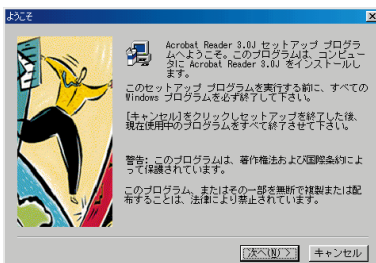 ようこそ
Acrobat Reader 3.0J セットアップ プログラ
ムへようこそ。このプログラムは、コンピュー
タに Acrobat Reader 3.0J をインストールし
ます。
このセットアップ プログラムを実行する前に、すべての
Windows プログラムを必ず終了して下さい。
[キャンセル]をクリックしセットアップを終了した後、
現在使用中のプログラムをすべて終了させて下さい。
警告: このプログラムは、著作権法および国際条約によ
って保護されています。
このプログラム、またはその一部を無断で複製または配
布することは、法律により禁止されています。
次へ(N) >
キャンセル